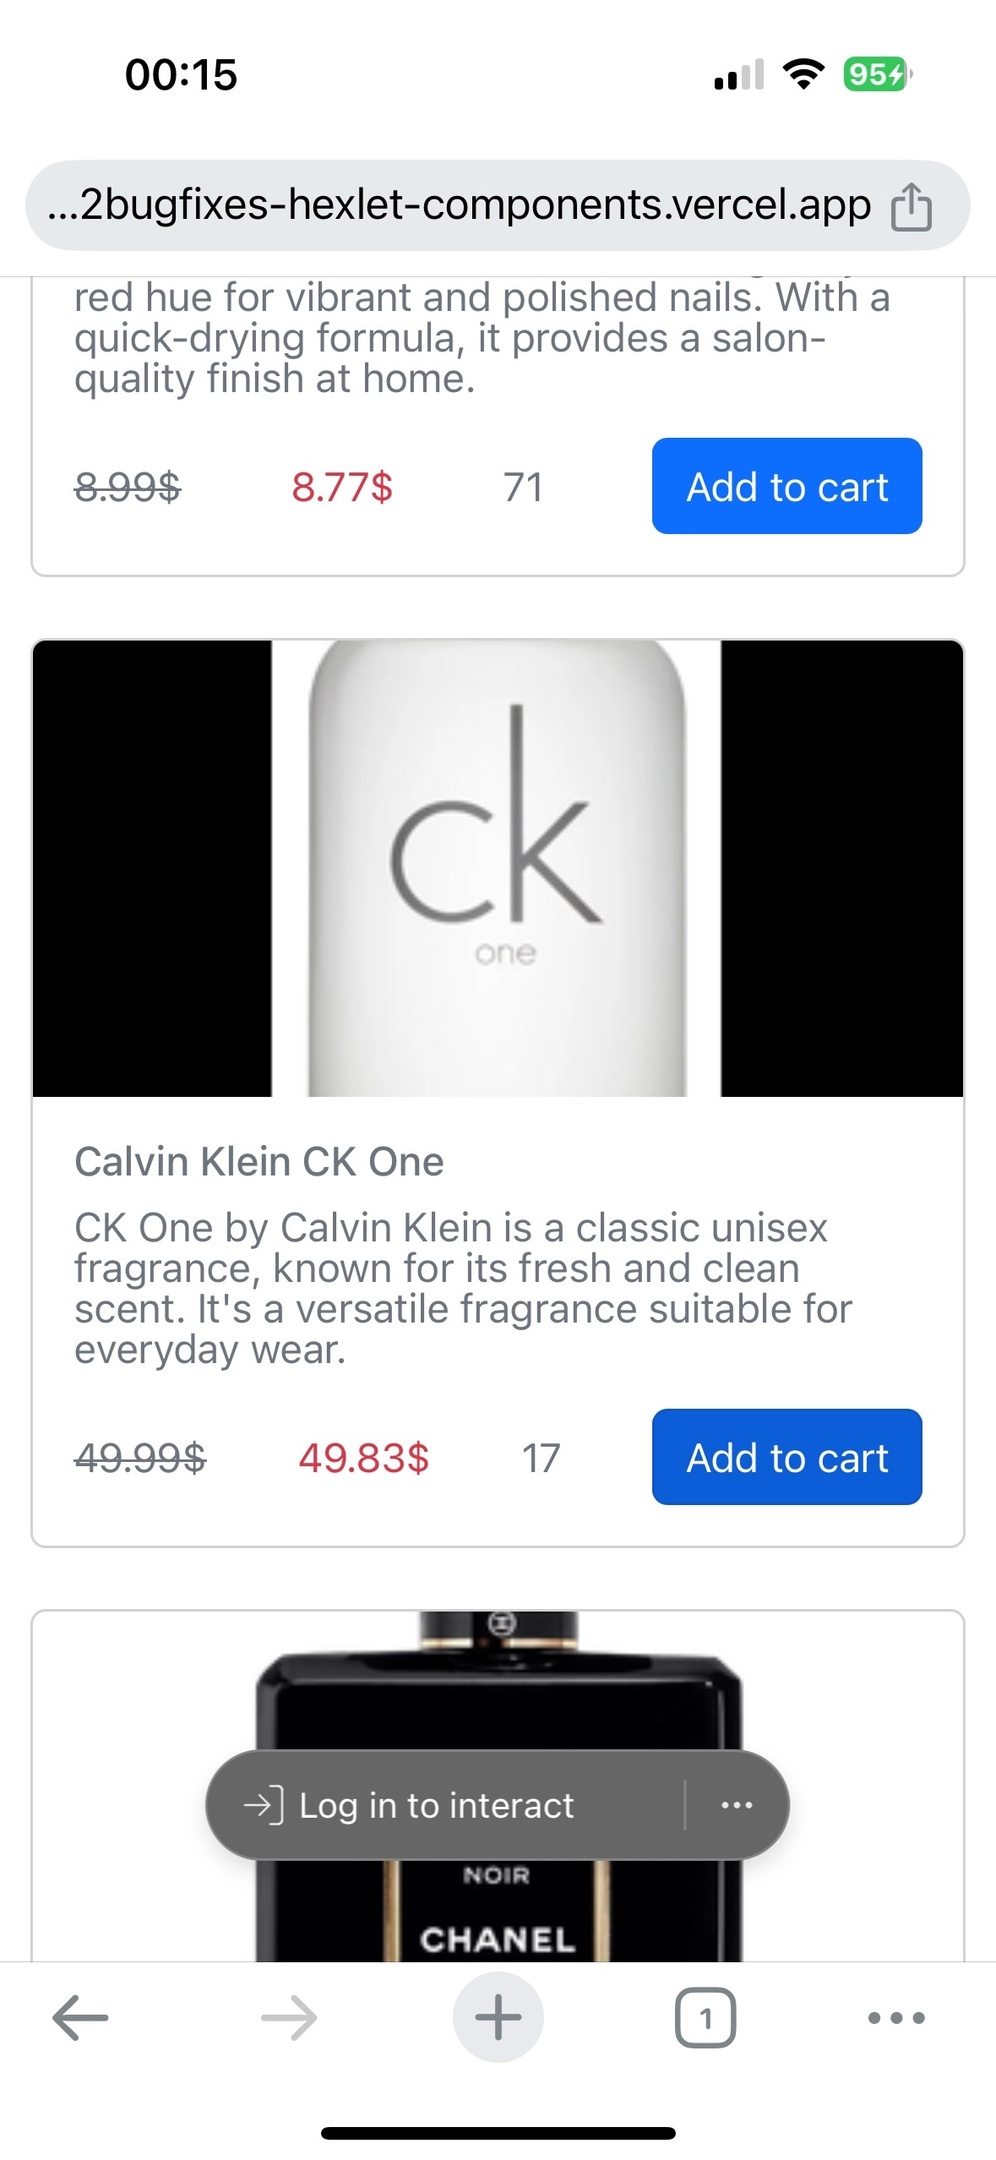 00:15
95
...2bugfixes-hexlet-components.vercel.app
red hue for vibrant and polished nails. With a
quick-drying formula, it provides a salon-
quality finish at home.
8.99$ 8.77$ 71 Add to cart
ck
one
Calvin Klein CK One
CK One by Calvin Klein is a classic unisex
fragrance, known for its fresh and clean
scent. It's a versatile fragrance suitable for
everyday wear.
49.99$ 49.83$ 17 Add to cart
Log in to interact
NOIR
CHANEL
1